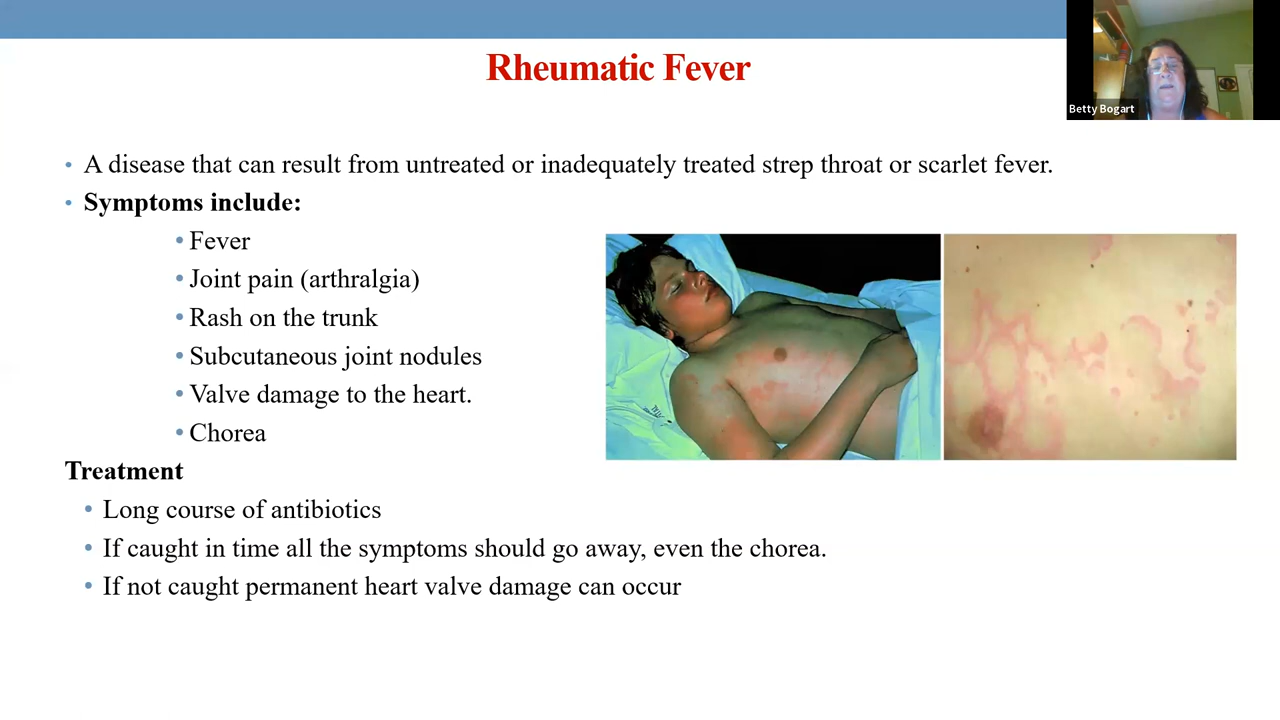 Rheumatic Fever
Betty Bogart
• A disease that can result from untreated or inadequately treated strep throat or scarlet fever.
• Symptoms include:
• Fever
• Joint pain (arthralgia)
• Rash on the trunk
• Subcutaneous joint nodules
• Valve damage to the heart.
• Chorea
Treatment
• Long course of antibiotics
• If caught in time all the symptoms should go away, even the chorea.
• If not caught permanent heart valve damage can occur